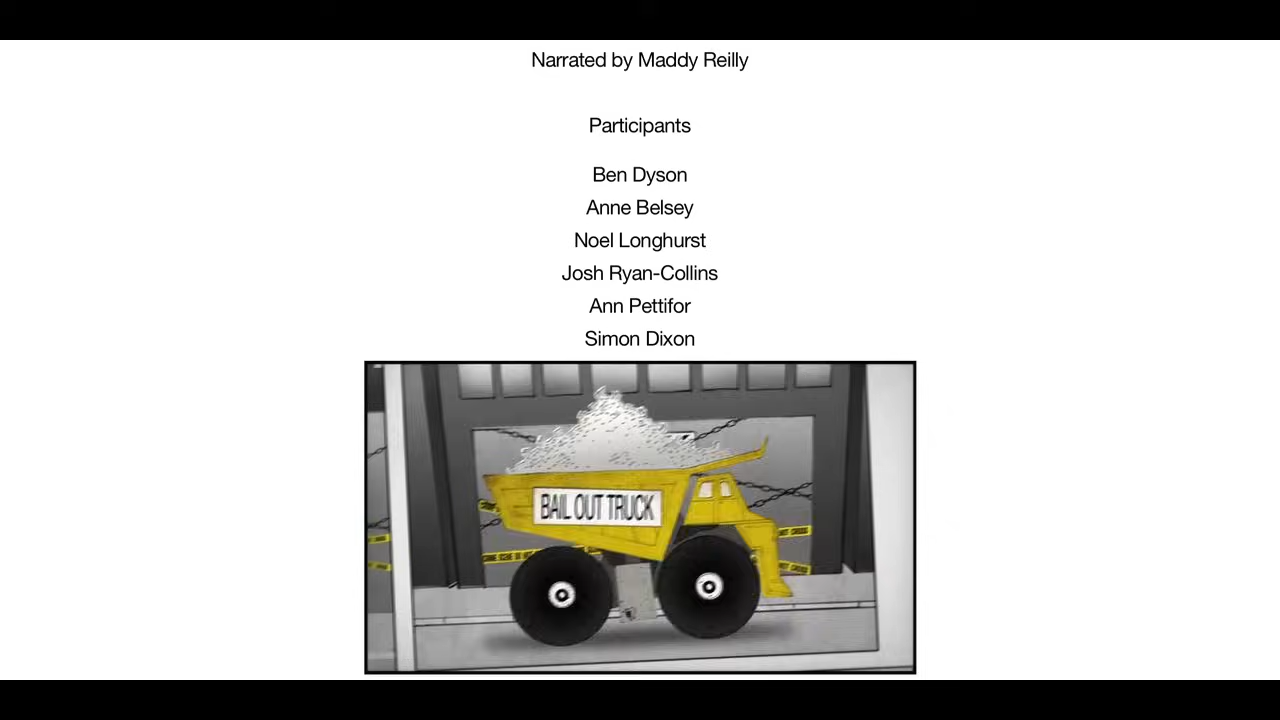 Narrated by Maddy Reilly
Participants
Ben Dyson
Anne Belsey
Noel Longhurst
Josh Ryan-Collins
Ann Pettifor
Simon Dixon
BAIL OUT TRUCK